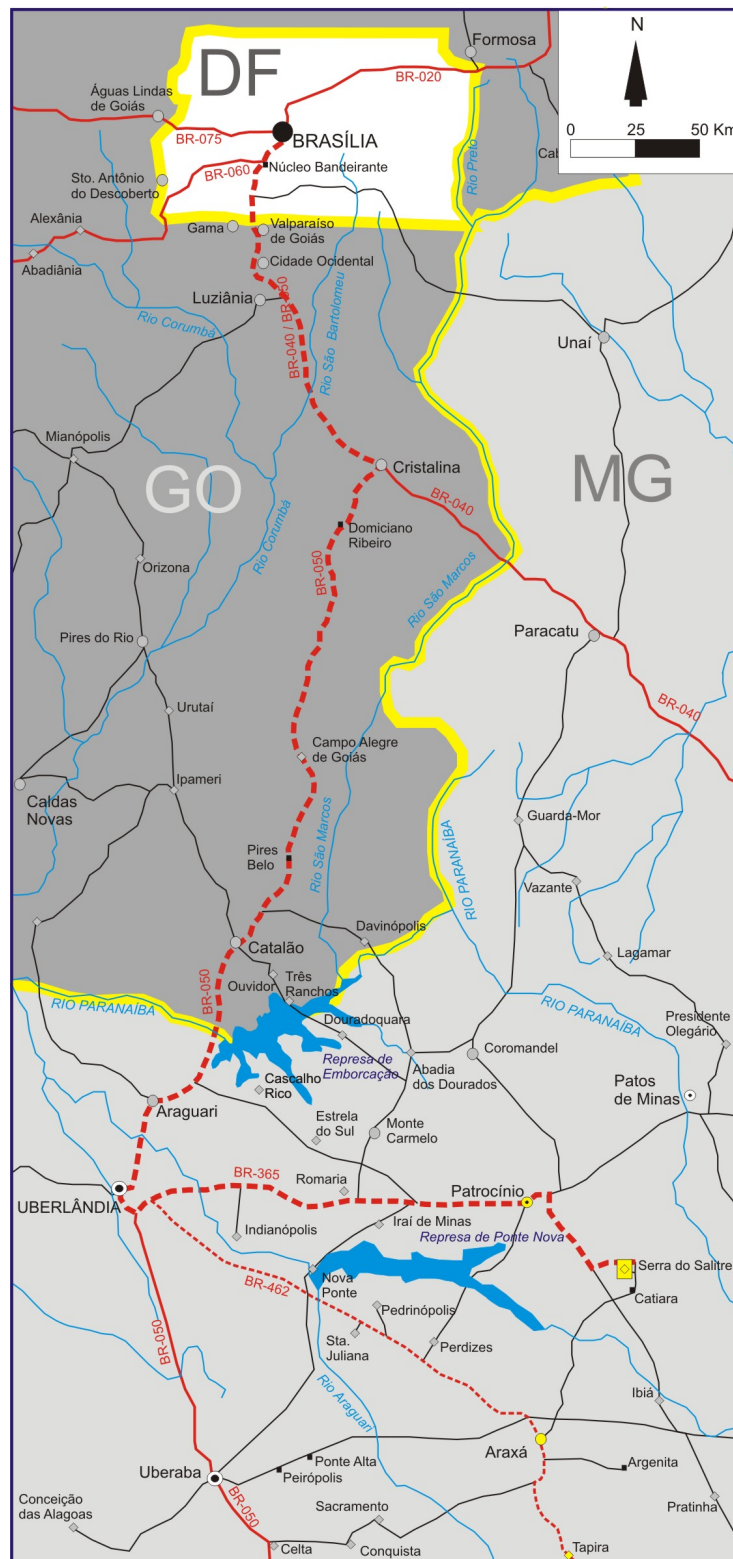 DF
Formosa
N
BR-020
Águas Lindas
de Goiás
BR-075
BRASÍLIA
0 25 50 Km
Rio Preto
Cab
BR-060
Núcleo Bandeirante
Sto. Antônio
do Descoberto
Alexânia
Gama
Valparaíso
de Goiás
Abadiânia
Cidade Ocidental
Luziânia
Rio Corumbá
BR-040 / BR-050
Rio São Bartolomeu
Unaí
Mianópolis
GO
Cristalina
MG
BR-040
Domiciano
Ribeiro
Rio Corumbá
BR-050
Orizona
Rio São Marcos
Pires do Rio
Paracatu
Urutaí
BR-040
Campo Alegre
de Goiás
Ipameri
Caldas
Novas
Guarda-Mor
Pires
Belo
Rio São Marcos
RIO PARANAÍBA
Vazante
Davinópolis
Catalão
Lagamar
BR-050
Ouvidor
Três
Ranchos
RIO PARANAÍBA
RIO PARANAÍBA
Presidente
Olegário
Douradoquara
Represa de
Emborcação
Abadia
dos Dourados
Coromandel
Cascalho
Rico
Patos
de Minas
Araguari
Estrela
do Sul
Monte
Carmelo
BR-365
Romaria
Patrocínio
UBERLÂNDIA
Indianópolis
Iraí de Minas
Represa de Ponte Nova
Serra do Salitre
Nova
Ponte
BR-462
Catiara
Pedrinópolis
Sta.
Juliana
Perdizes
BR-050
Rio Araguari
Ibiá
Araxá
Uberaba
Ponte Alta
Peirópolis
Argenita
BR-050
Conceição
das Alagoas
Sacramento
Pratinha
Celta
Conquista
Tapira